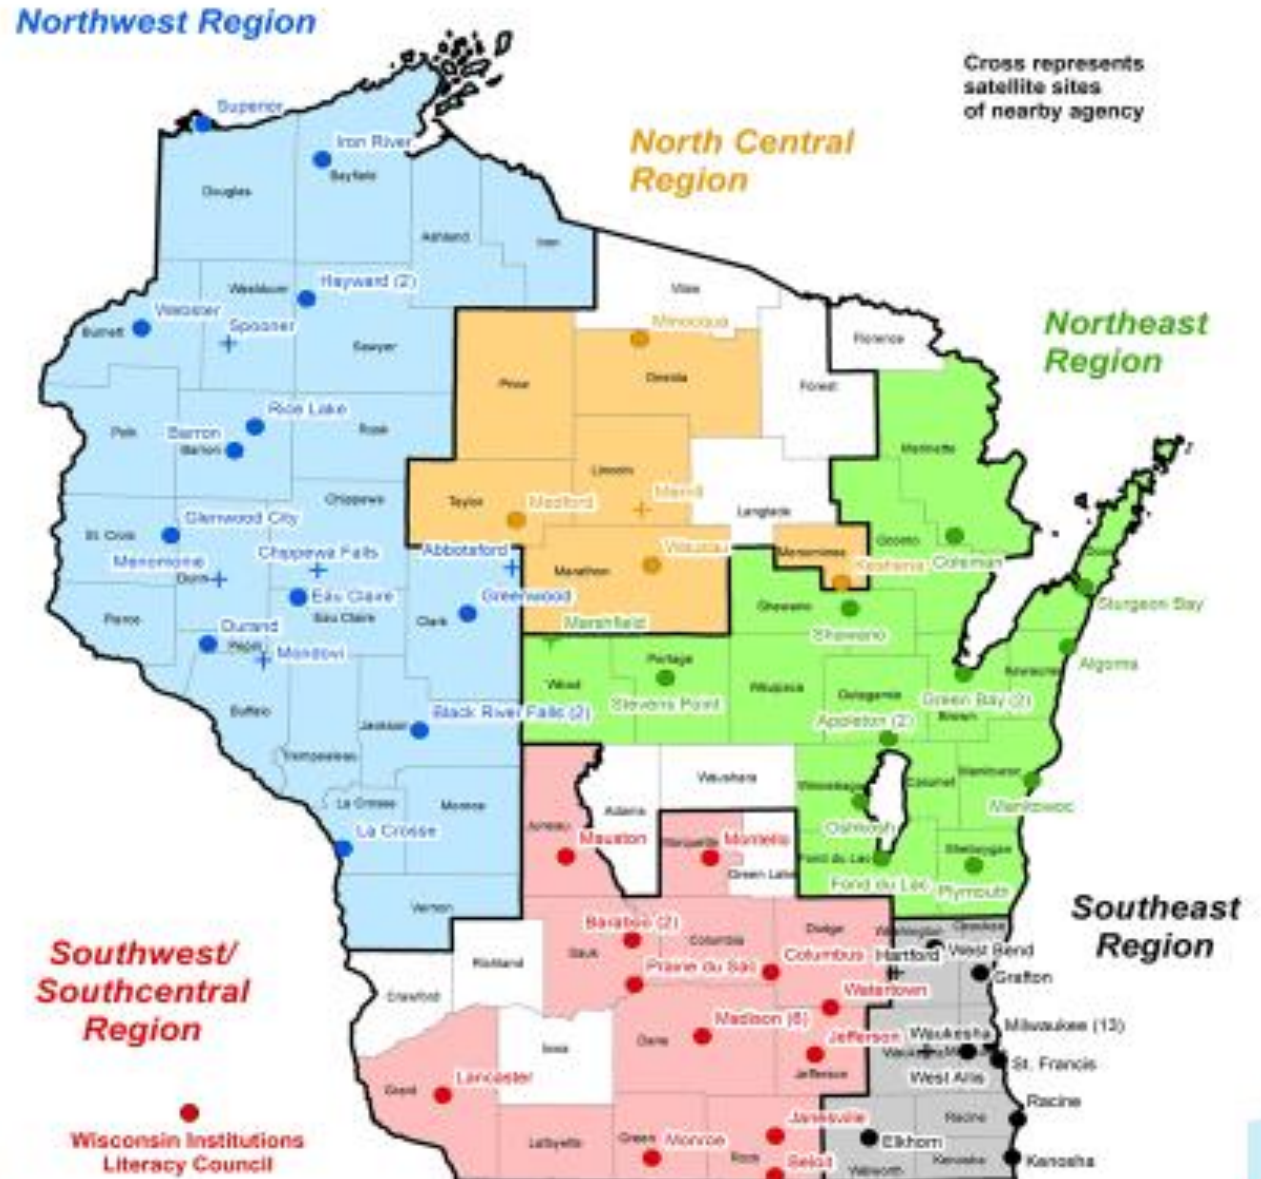 Northwest Region
Cross represents
satellite sites
of nearby agency
Superior
North Central
Region
Iron River
Bayfield
Douglas
Ashland
Iron
Vilas
Washburn
Hayward (2)
Webster
Burnett
Spooner
Minocqua
Northeast
Region
Florence
Sawyer
Price
Oneida
Forest
Rice Lake
Polk
Barron
Barron
Rusk
Marinette
Lincoln
Chippewa
Taylor
Medford
Merrill
Langlade
Glenwood City
St. Croix
Oconto
Menomonie
Chippewa Falls
Abbotsford
Wausau
Menominee
Door
Dunn
Marathon
Keshena
Coleman
Eau Claire
Greenwood
Shawano
Sturgeon Bay
Pierce
Eau Claire
Clark
Marshfield
Shawano
Durand
Pepin
Mondovi
Portage
Algoma
Wood
Waupaca
Outagamie
Kewaunee
Stevens Point
Green Bay (2)
Buffalo
Black River Falls (2)
Appleton (2)
Brown
Jackson
Trempealeau
Waushara
Winnebago
Calumet
Manitowoc
La Crosse
Monroe
Adams
Manitowoc
La Crosse
Juneau
Mauston
Marquette
Montello
Oshkosh
Sheboygan
Green Lake
Fond du Lac
Fond du Lac
Plymouth
Vernon
Southeast
Region
Baraboo (2)
Dodge
Washington
Ozaukee
Southwest/
Southcentral
Region
Richland
Sauk
Columbia
Columbus
Hartford
West Bend
Prairie du Sac
Grafton
Crawford
Watertown
Madison (6)
Milwaukee (13)
Iowa
Dane
Jefferson
Waukesha
St. Francis
Jefferson
West Allis
Grant
Lancaster
Racine
Wisconsin Institutions
Literacy Council
Janesville
Racine
Lafayette
Green
Monroe
Elkhorn
Rock
Beloit
Walworth
Kenosha
Kenosha